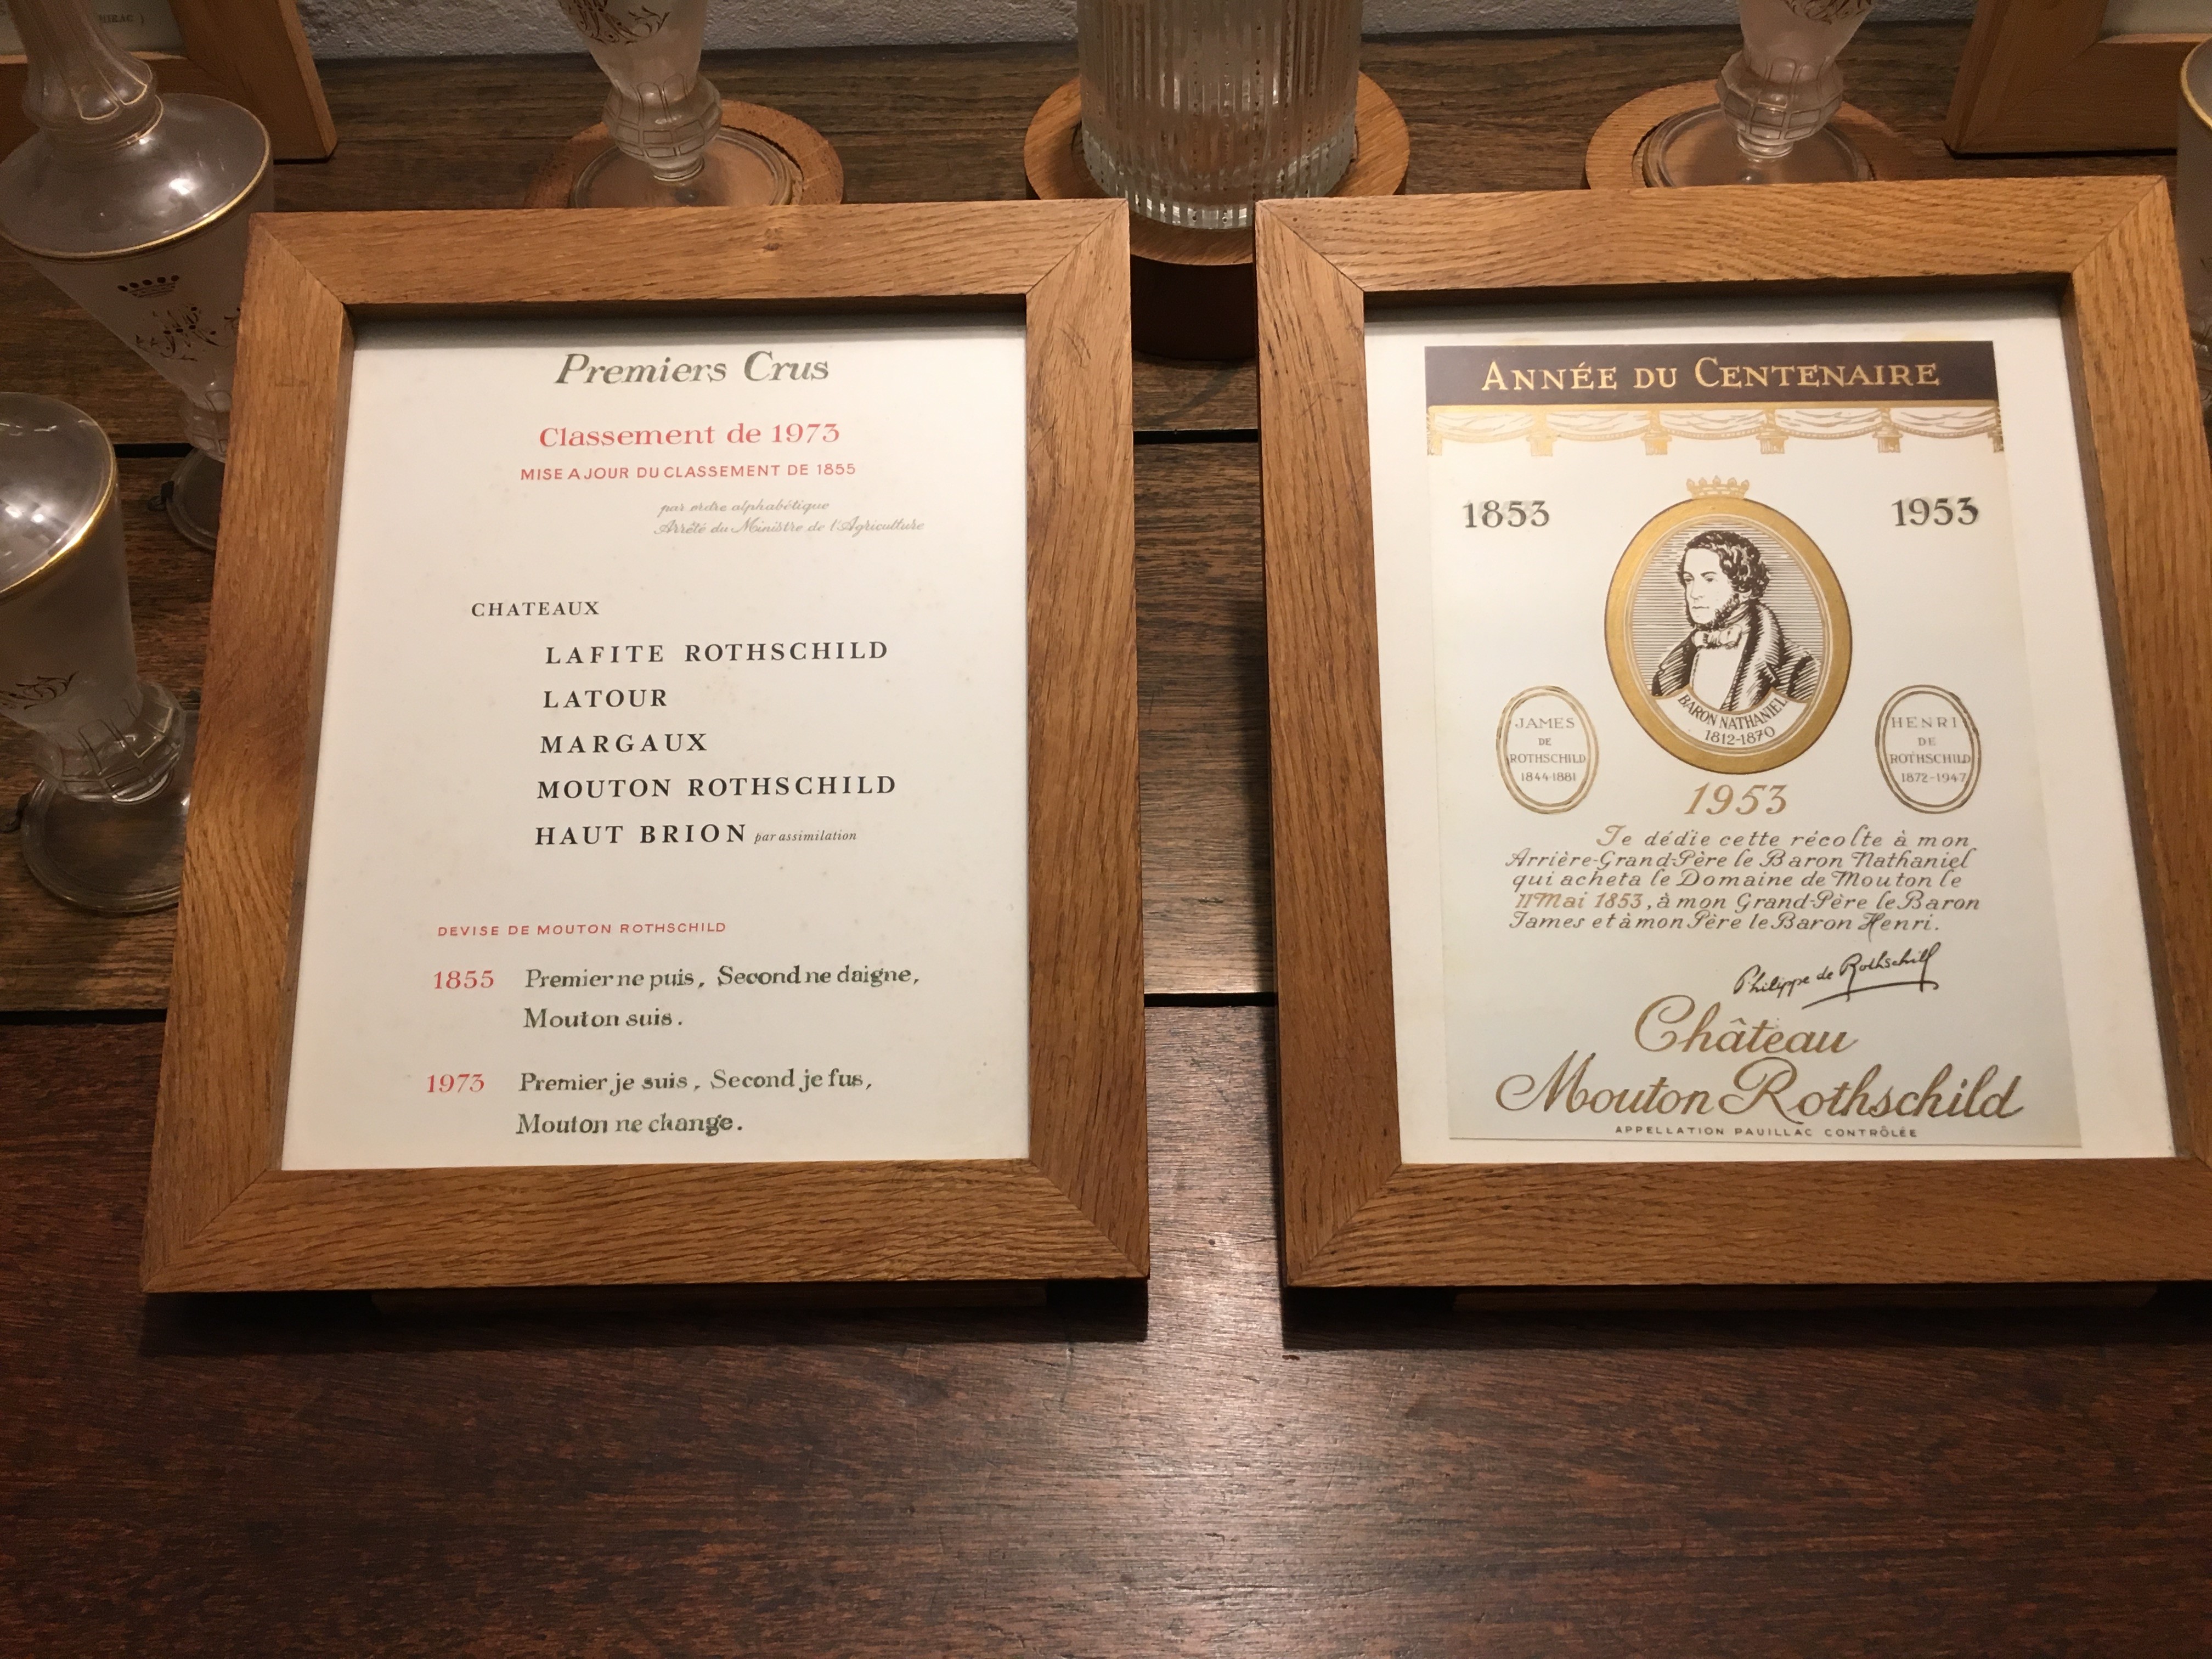 Premiers Crus
Classement de 1973
MISE A JOUR DU CLASSEMENT DE 1855
par ordre alphabétique
Arrêté du Ministre de l'Agriculture
CHATEAUX
LAFITE ROTHSCHILD
LATOUR
MARGAUX
MOUTON ROTHSCHILD
HAUT BRION par assimilation
DEVISE DE MOUTON ROTHSCHILD
1855 Premier ne puis, Second ne daigne,
Mouton suis.
1973 Premier je suis, Second je fus,
Mouton ne change.
ANNÉE DU CENTENAIRE
1853 1953
BARON NATHANIEL
1812-1870
JAMES
DE
ROTHSCHILD
1844-1881
HENRI
DE
ROTHSCHILD
1872-1947
1953
Je dédie cette récolte à mon
Arrière-Grand-Père le Baron Nathaniel
qui acheta le Domaine de Mouton le
11 Mai 1853, à mon Grand-Père le Baron
James et à mon Père le Baron Henri.
Philippe de Rothschild
Château
Mouton Rothschild
APPELLATION PAUILLAC CONTRÔLÉE